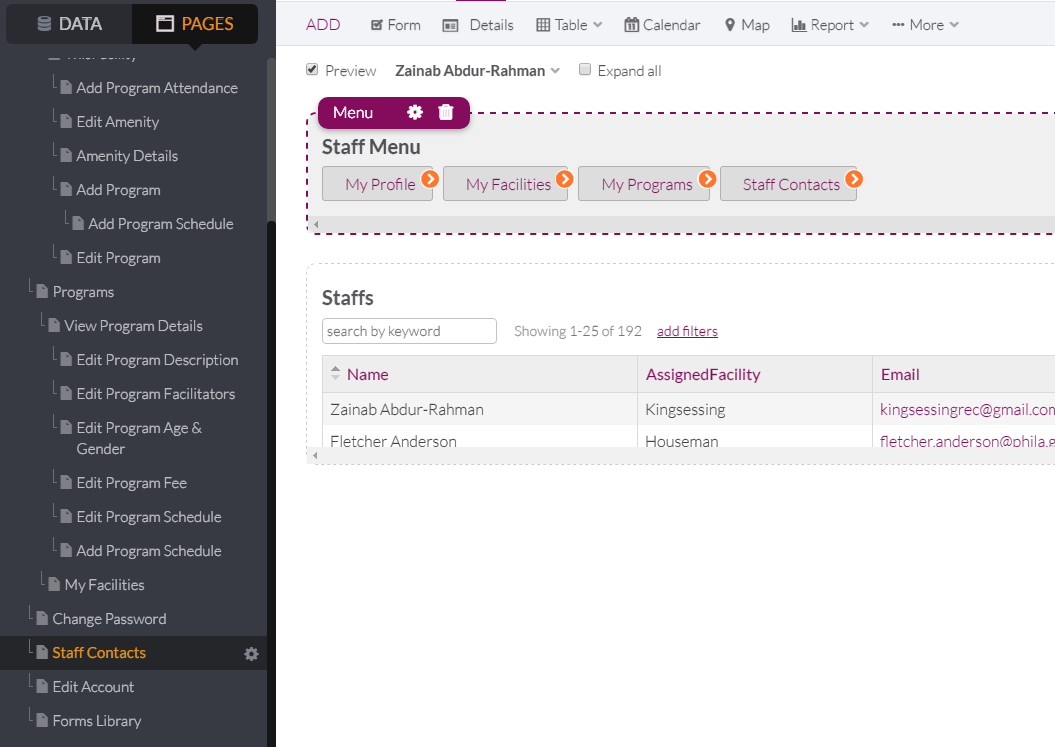 DATA
PAGES
Add Program Attendance
Edit Amenity
Amenity Details
Add Program
Add Program Schedule
Edit Program
Programs
View Program Details
Edit Program Description
Edit Program Facilitators
Edit Program Age &
Gender
Edit Program Fee
Edit Program Schedule
Add Program Schedule
My Facilities
Change Password
Staff Contacts
Edit Account
Forms Library
ADD Form Details Table Calendar Map Report More
Preview Zainab Abdur-Rahman Expand all
Menu
Staff Menu
My Profile My Facilities My Programs Staff Contacts
Staffs
search by keyword Showing 1-25 of 192 add filters
Name AssignedFacility Email
Zainab Abdur-Rahman Kingsessing kingsessingrec@gmail.com
Fletcher Anderson Houseman fletcher.anderson@phila.g